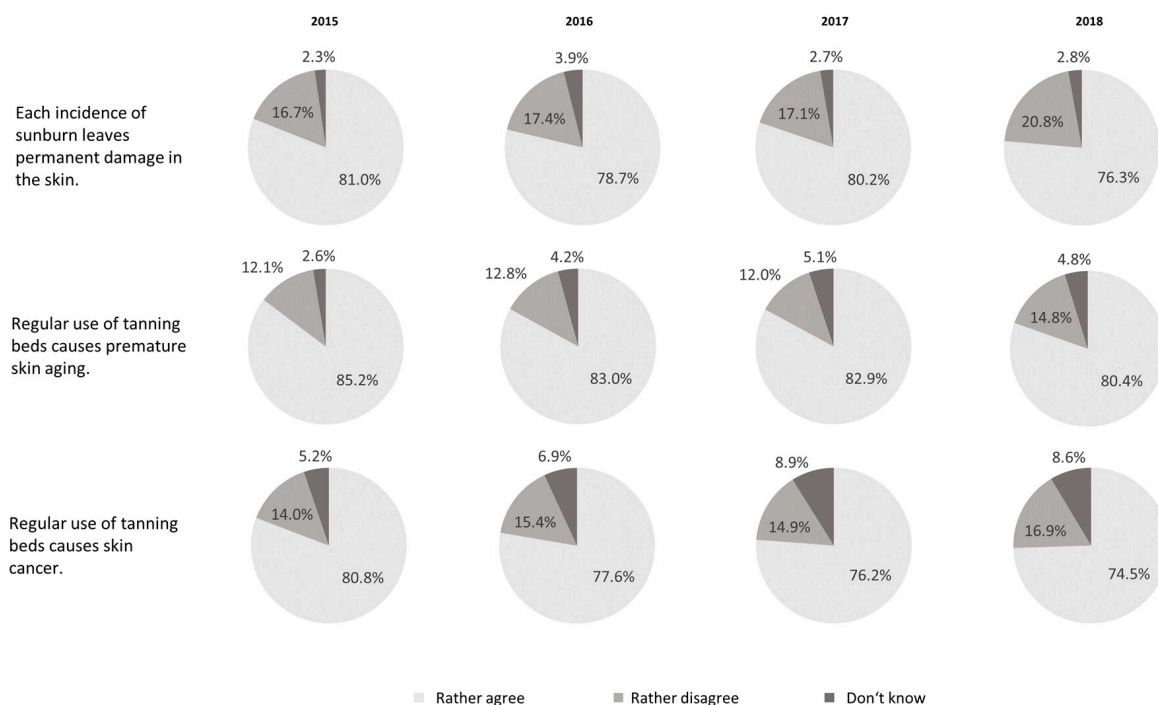 2015 2016 2017 2018
2.3% 3.9% 2.7% 2.8%
Each incidence of
sunburn leaves
permanent damage in
the skin.
16.7% 17.4% 17.1% 20.8%
81.0% 78.7% 80.2% 76.3%
12.1% 2.6% 12.8% 4.2% 12.0% 5.1% 4.8%
Regular use of tanning
beds causes premature
skin aging.
14.8%
85.2% 83.0% 82.9% 80.4%
5.2% 6.9% 8.9% 8.6%
Regular use of tanning
beds causes skin
cancer.
14.0% 15.4% 14.9% 16.9%
80.8% 77.6% 76.2% 74.5%
Rather agree Rather disagree Don‘t know